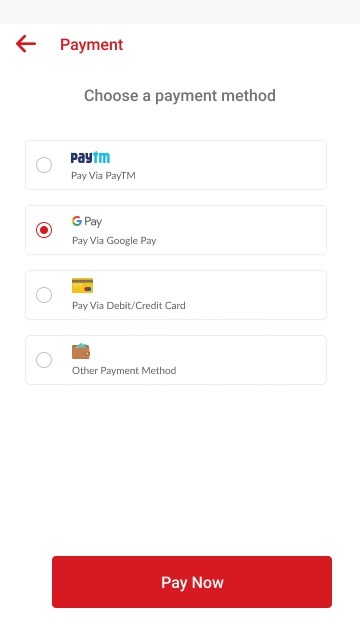 Payment
Choose a payment method
paytm
Pay Via PayTM
G Pay
Pay Via Google Pay
Pay Via Debit/Credit Card
Other Payment Method
Pay Now